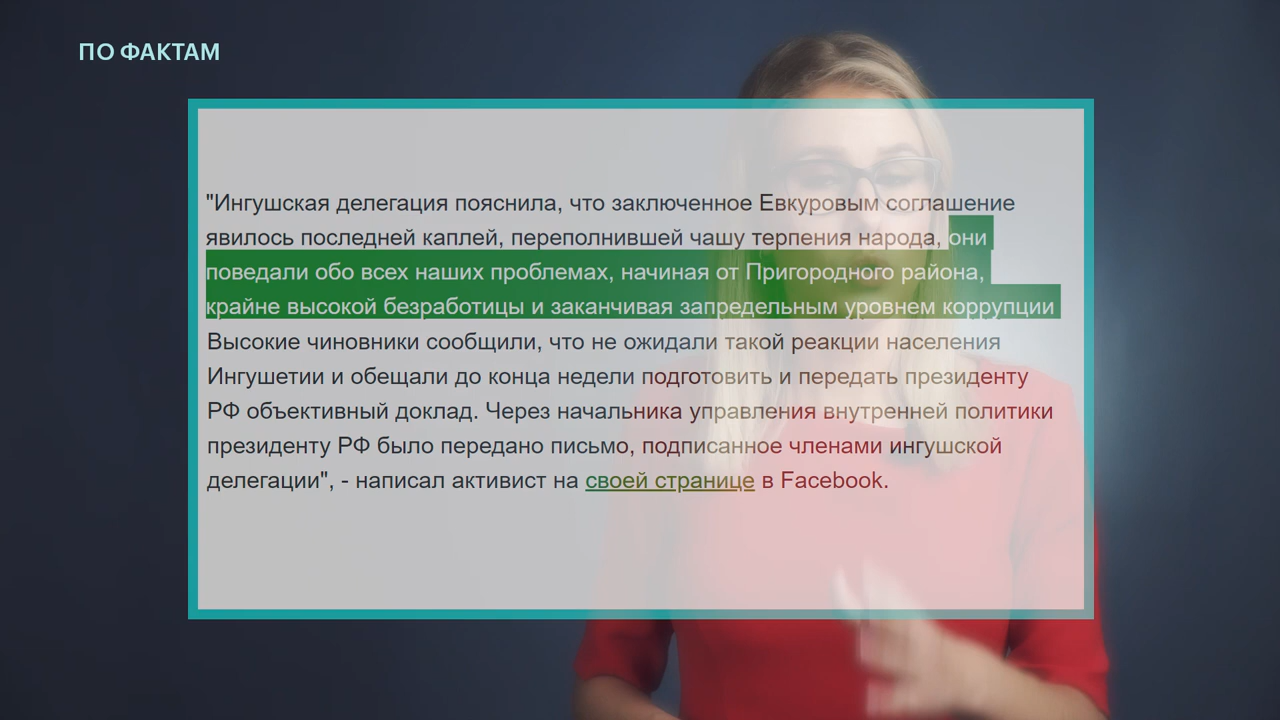 ПО ФАКТАМ
"Ингушская делегация пояснила, что заключенное Евкуровым соглашение
явилось последней каплей, переполнившей чашу терпения народа, они
поведали обо всех наших проблемах, начиная от Пригородного района,
крайне высокой безработицы и заканчивая запредельным уровнем коррупции
Высокие чиновники сообщили, что не ожидали такой реакции населения
Ингушетии и обещали до конца недели подготовить и передать президенту
РФ объективный доклад. Через начальника управления внутренней политики
президенту РФ было передано письмо, подписанное членами ингушской
делегации", - написал активист на своей странице в Facebook.